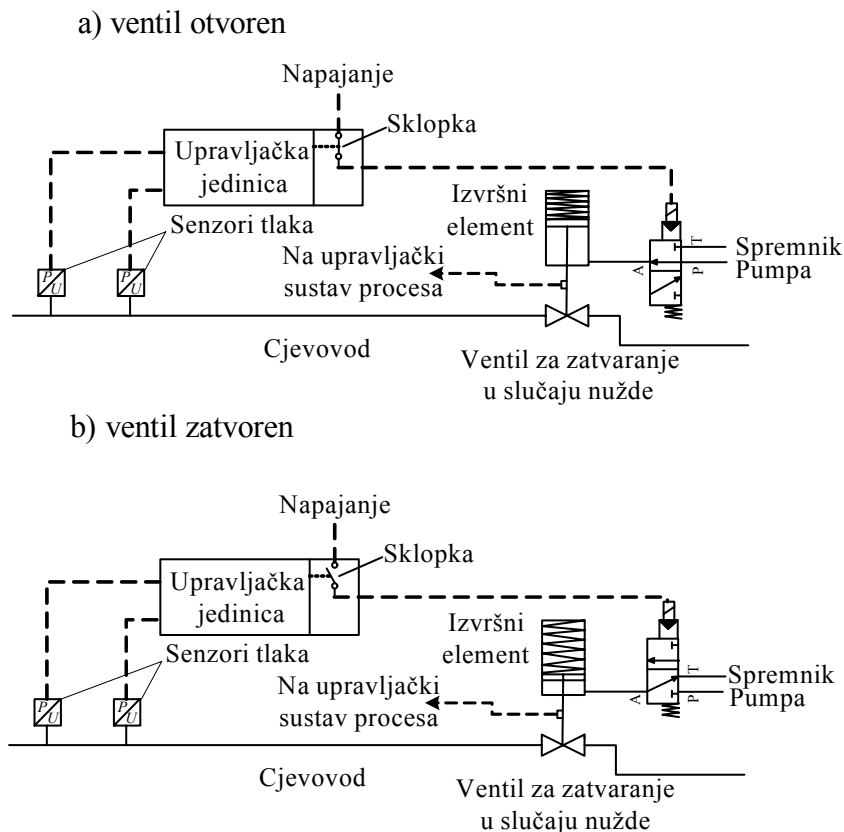 a) ventil otvoren
Napajanje
Sklopka
Upravljačka
jedinica
Izvršni
element
Senzori tlaka
T
Spremnik
Na upravljački
sustav procesa
A
P
Pumpa
P
U
P
U
Cjevovod
Ventil za zatvaranje
u slučaju nužde
b) ventil zatvoren
Napajanje
Sklopka
Upravljačka
jedinica
Izvršni
element
Senzori tlaka
T
Spremnik
Na upravljački
sustav procesa
A
P
Pumpa
P
U
P
U
Cjevovod
Ventil za zatvaranje
u slučaju nužde